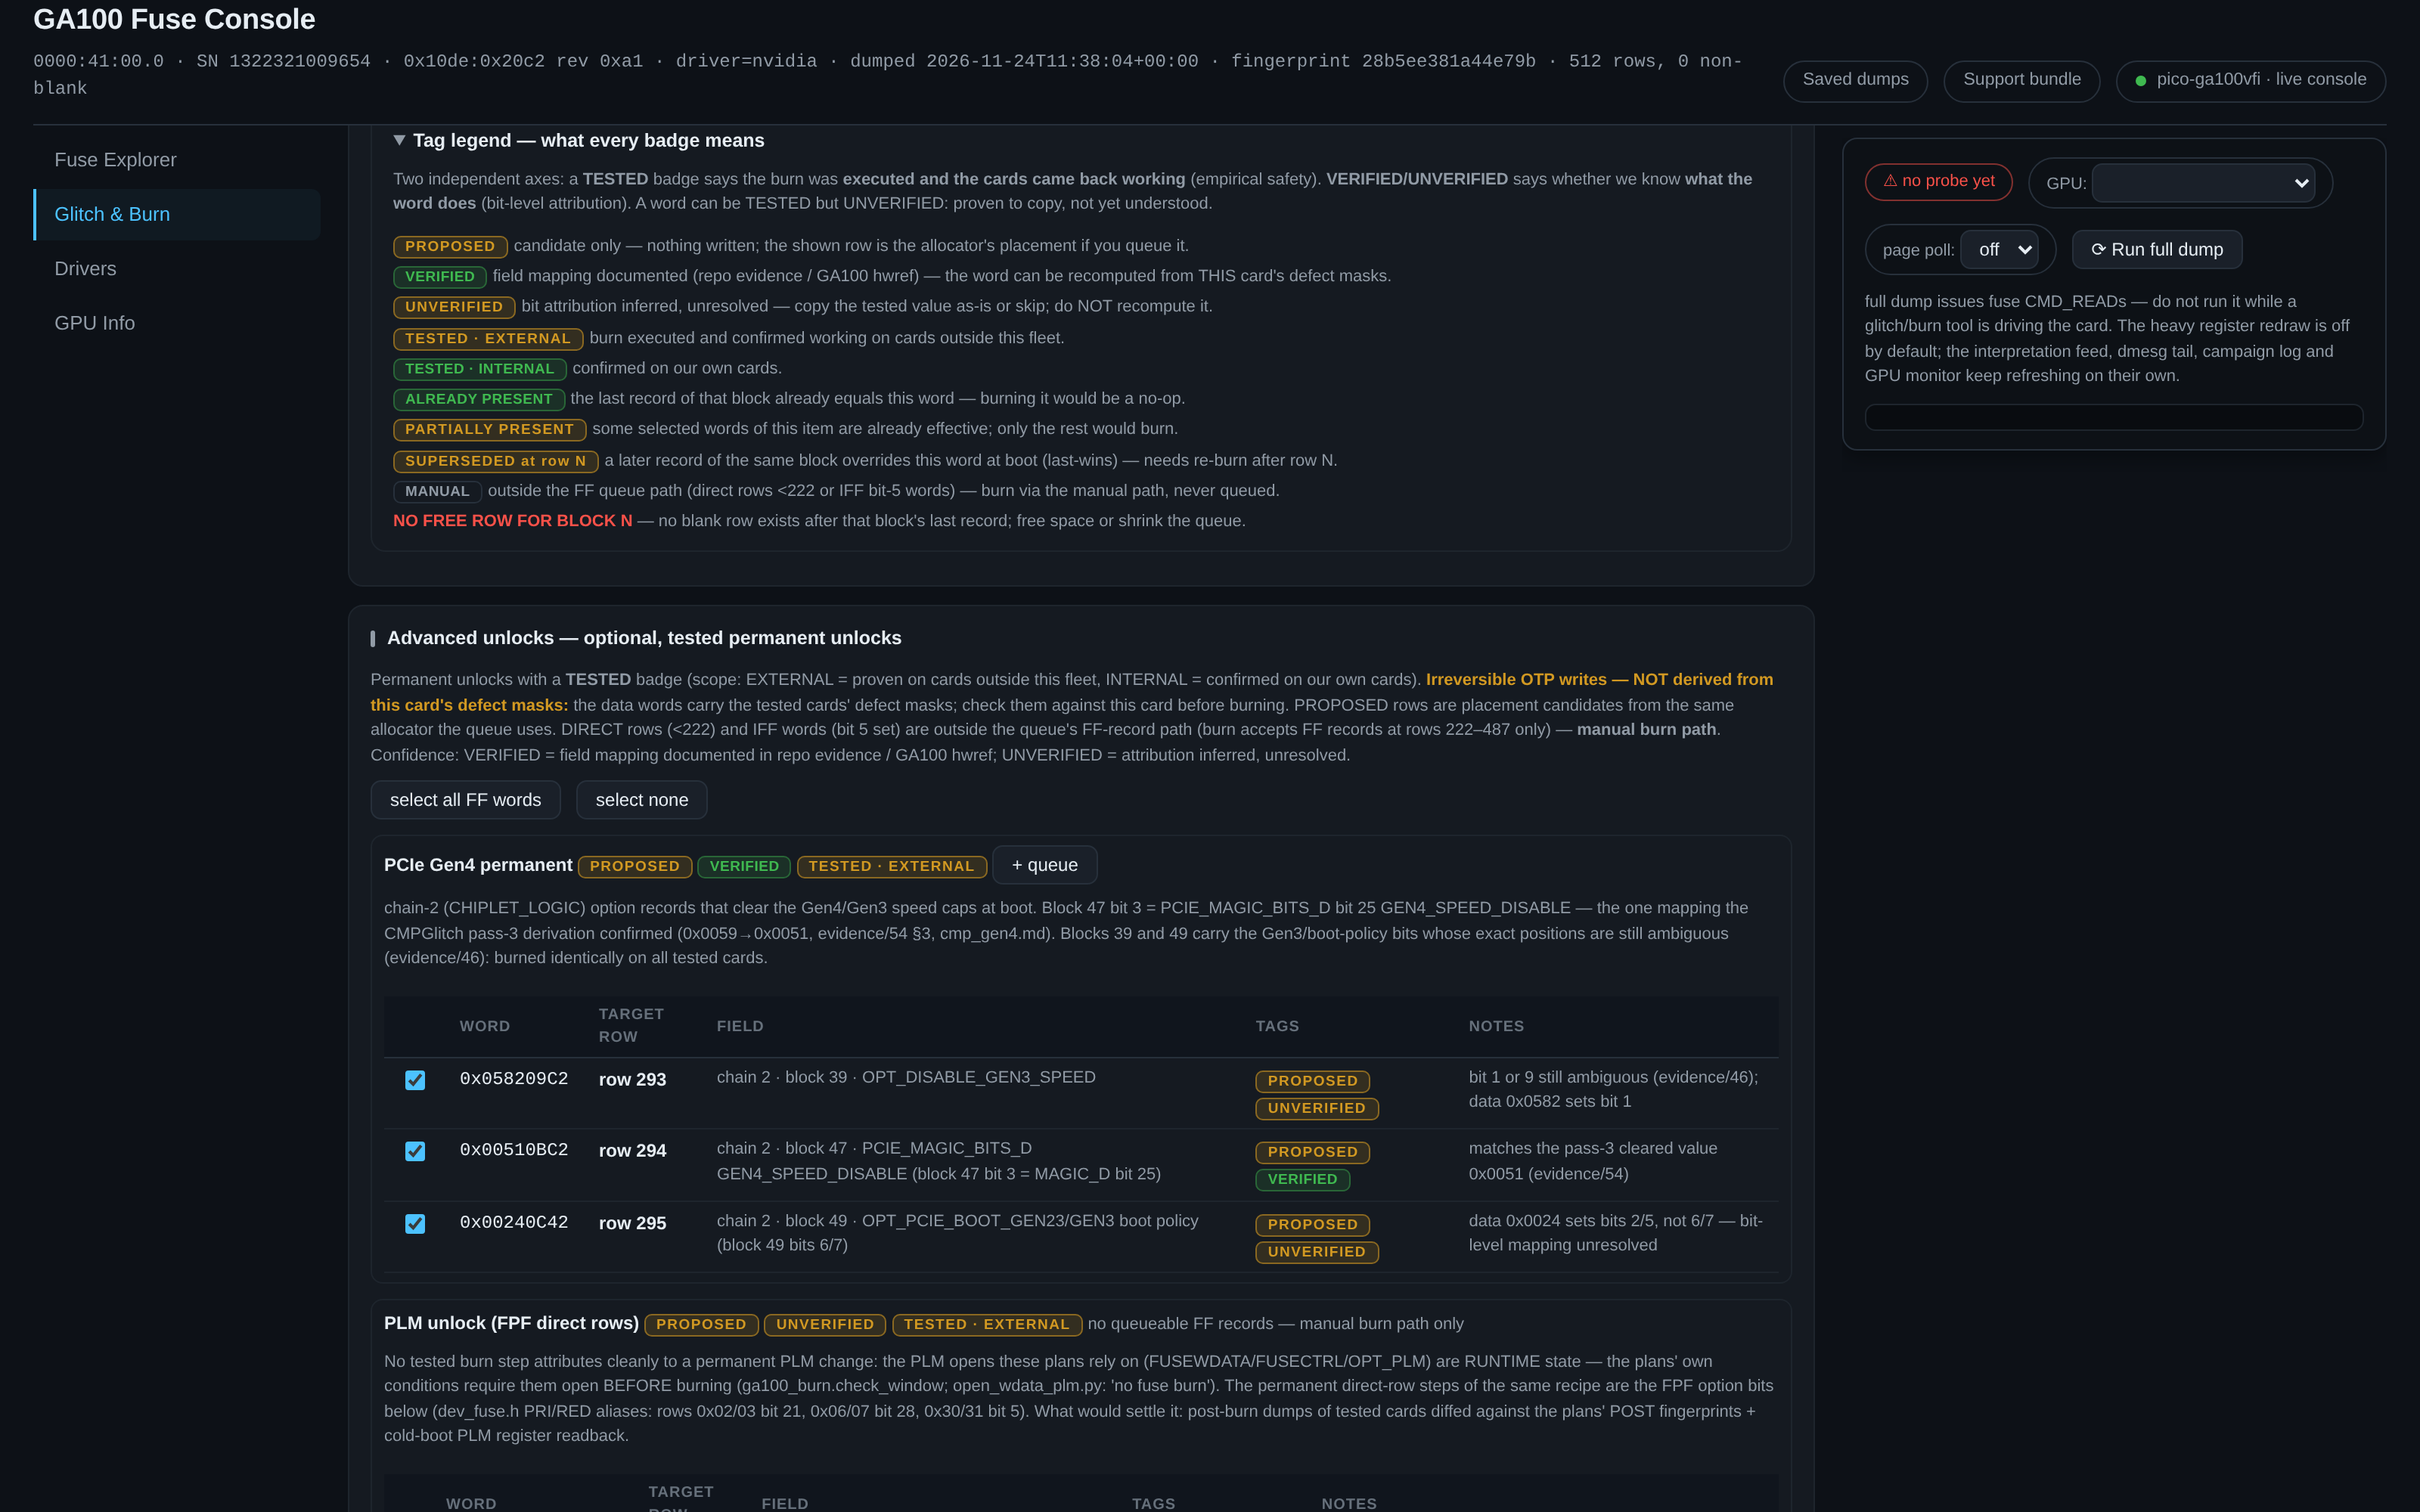 GA100 Fuse Console
0000:41:00.0 · SN 1322321009654 · 0x10de:0x20c2 rev 0xa1 · driver=nvidia · dumped 2026-11-24T11:38:04+00:00 · fingerprint 28b5ee381a44e79b · 512 rows, 0 non-
blank
Saved dumps
Support bundle
pico-ga100vfi · live console
Fuse Explorer
Glitch & Burn
Drivers
GPU Info
▼ Tag legend — what every badge means
Two independent axes: a TESTED badge says the burn was executed and the cards came back working (empirical safety). VERIFIED/UNVERIFIED says whether we know what the
word does (bit-level attribution). A word can be TESTED but UNVERIFIED: proven to copy, not yet understood.
PROPOSED candidate only — nothing written; the shown row is the allocator's placement if you queue it.
VERIFIED field mapping documented (repo evidence / GA100 hwref) — the word can be recomputed from THIS card's defect masks.
UNVERIFIED bit attribution inferred, unresolved — copy the tested value as-is or skip; do NOT recompute it.
TESTED · EXTERNAL burn executed and confirmed working on cards outside this fleet.
TESTED · INTERNAL confirmed on our own cards.
ALREADY PRESENT the last record of that block already equals this word — burning it would be a no-op.
PARTIALLY PRESENT some selected words of this item are already effective; only the rest would burn.
SUPERSEDED at row N a later record of the same block overrides this word at boot (last-wins) — needs re-burn after row N.
MANUAL outside the FF queue path (direct rows <222 or IFF bit-5 words) — burn via the manual path, never queued.
NO FREE ROW FOR BLOCK N — no blank row exists after that block's last record; free space or shrink the queue.
⚠ no probe yet
GPU:
page poll: off
⟳ Run full dump
full dump issues fuse CMD_READs — do not run it while a
glitch/burn tool is driving the card. The heavy register redraw is off
by default; the interpretation feed, dmesg tail, campaign log and
GPU monitor keep refreshing on their own.
Advanced unlocks — optional, tested permanent unlocks
Permanent unlocks with a TESTED badge (scope: EXTERNAL = proven on cards outside this fleet, INTERNAL = confirmed on our own cards). Irreversible OTP writes — NOT derived from
this card's defect masks: the data words carry the tested cards' defect masks; check them against this card before burning. PROPOSED rows are placement candidates from the same
allocator the queue uses. DIRECT rows (<222) and IFF words (bit 5 set) are outside the queue's FF-record path (burn accepts FF records at rows 222–487 only) — manual burn path.
Confidence: VERIFIED = field mapping documented in repo evidence / GA100 hwref; UNVERIFIED = attribution inferred, unresolved.
select all FF words
select none
PCIe Gen4 permanent PROPOSED VERIFIED TESTED · EXTERNAL + queue
chain-2 (CHIPLET_LOGIC) option records that clear the Gen4/Gen3 speed caps at boot. Block 47 bit 3 = PCIE_MAGIC_BITS_D bit 25 GEN4_SPEED_DISABLE — the one mapping the
CMPGlitch pass-3 derivation confirmed (0x0059→0x0051, evidence/54 §3, cmp_gen4.md). Blocks 39 and 49 carry the Gen3/boot-policy bits whose exact positions are still ambiguous
(evidence/46): burned identically on all tested cards.
WORD
TARGET
ROW
FIELD
TAGS
NOTES
0x058209C2
row 293
chain 2 · block 39 · OPT_DISABLE_GEN3_SPEED
PROPOSED
UNVERIFIED
bit 1 or 9 still ambiguous (evidence/46);
data 0x0582 sets bit 1
0x00510BC2
row 294
chain 2 · block 47 · PCIE_MAGIC_BITS_D
GEN4_SPEED_DISABLE (block 47 bit 3 = MAGIC_D bit 25)
PROPOSED
VERIFIED
matches the pass-3 cleared value
0x0051 (evidence/54)
0x00240C42
row 295
chain 2 · block 49 · OPT_PCIE_BOOT_GEN23/GEN3 boot policy
(block 49 bits 6/7)
PROPOSED
UNVERIFIED
data 0x0024 sets bits 2/5, not 6/7 — bit-
level mapping unresolved
PLM unlock (FPF direct rows) PROPOSED UNVERIFIED TESTED · EXTERNAL no queueable FF records — manual burn path only
No tested burn step attributes cleanly to a permanent PLM change: the PLM opens these plans rely on (FUSEWDATA/FUSECTRL/OPT_PLM) are RUNTIME state — the plans' own
conditions require them open BEFORE burning (ga100_burn.check_window; open_wdata_plm.py: 'no fuse burn'). The permanent direct-row steps of the same recipe are the FPF option bits
below (dev_fuse.h PRI/RED aliases: rows 0x02/03 bit 21, 0x06/07 bit 28, 0x30/31 bit 5). What would settle it: post-burn dumps of tested cards diffed against the plans' POST fingerprints +
cold-boot PLM register readback.
WORD
TARGET
ROW
FIELD
TAGS
NOTES